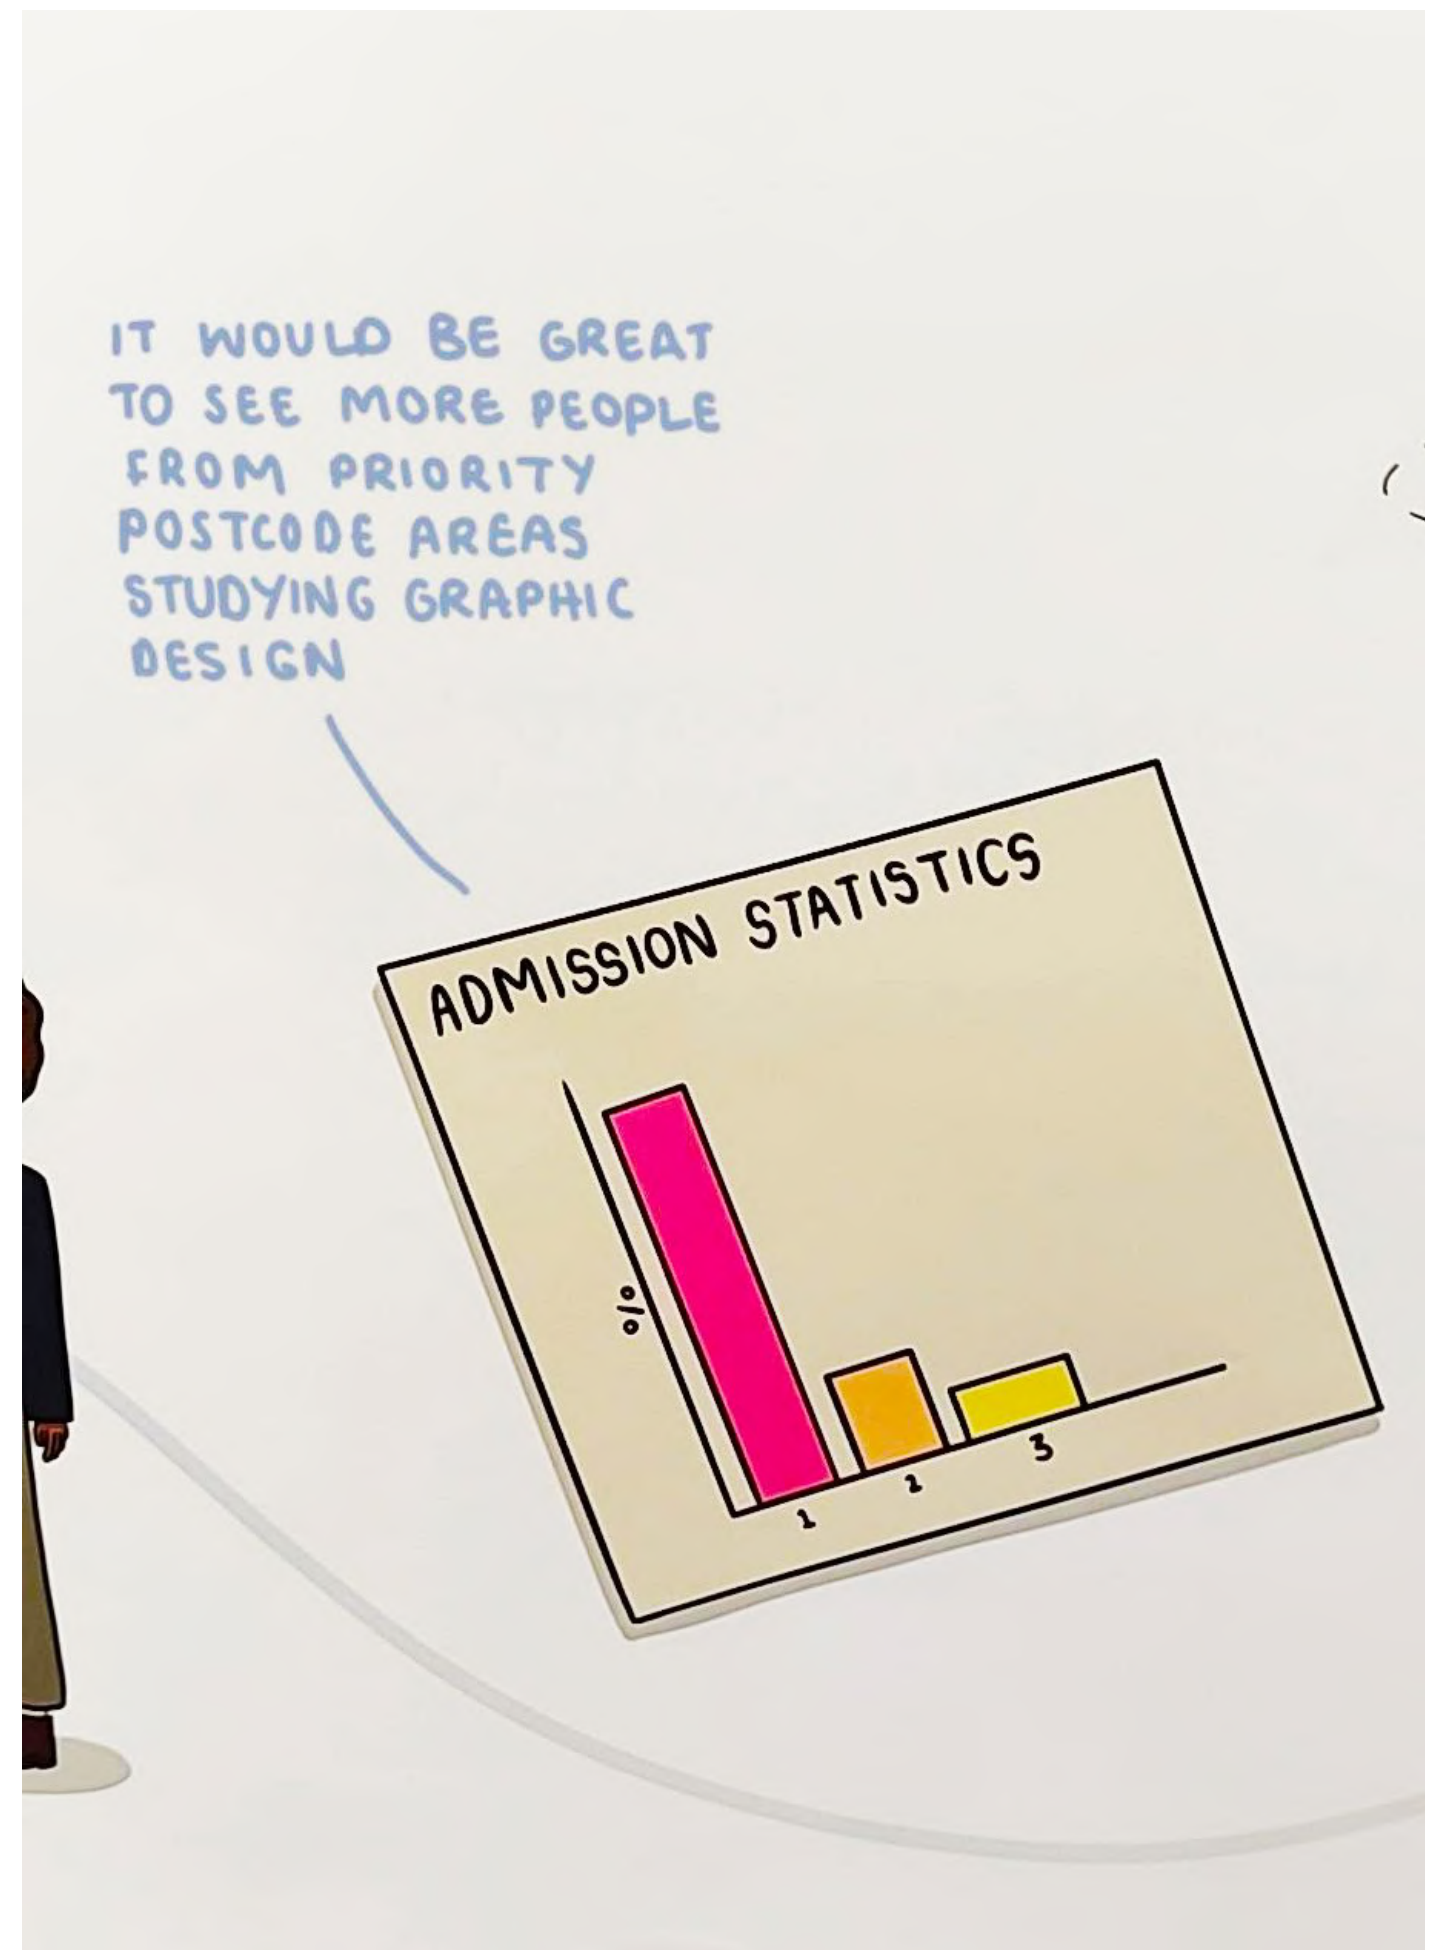 IT WOULD BE GREAT
TO SEE MORE PEOPLE
FROM PRIORITY
POSTCODE AREAS
STUDYING GRAPHIC
DESIGN
ADMISSION STATISTICS
%
1
2
3